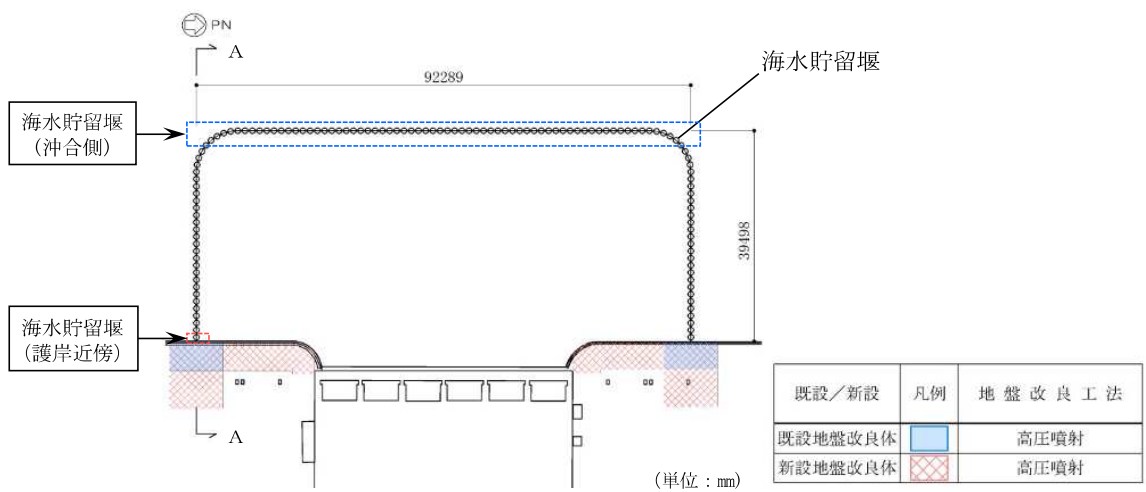 PN
A
92289
海水貯留堰
海水貯留堰
（沖合側）
39498
海水貯留堰
（護岸近傍）
A
(単位：㎜)
既設／新設 凡例 地盤改良工法
既設地盤改良体 高圧噴射
新設地盤改良体 高圧噴射